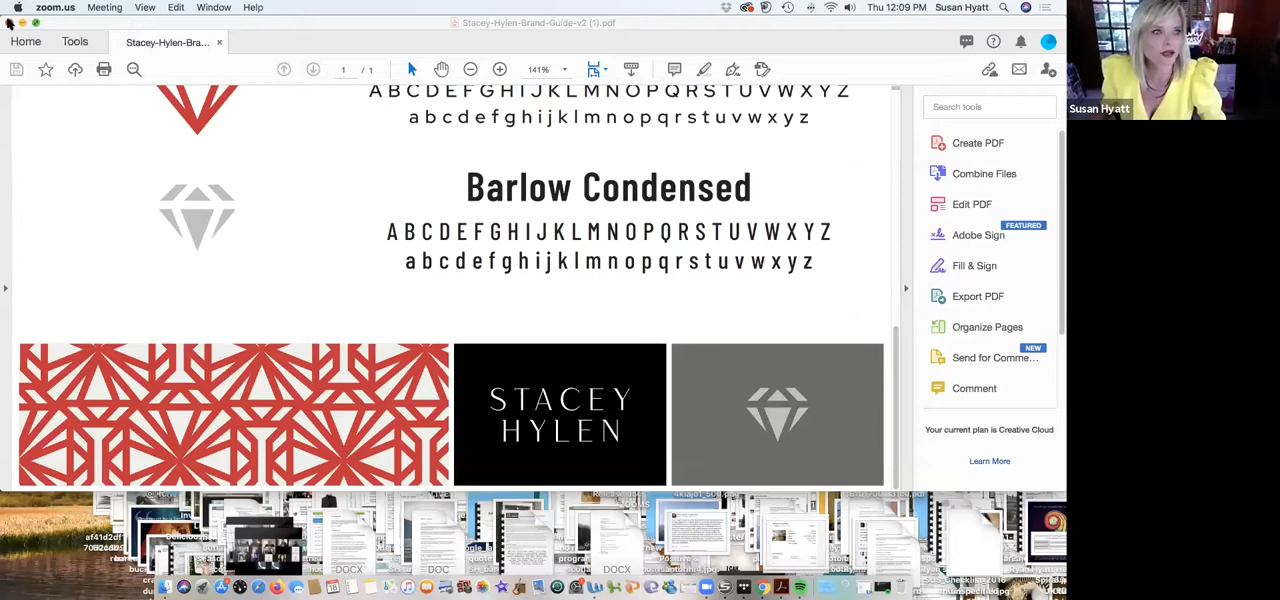 zoom.us Meeting View Edit Window Help Thu 12:09 PM Susan Hyatt
Stacey-Hylen-Brand-Guide-v2 (1).pdf
Home Tools Stacey-Hylen-Bra... ×
1 / 1 141%
Susan Hyatt
Search tools
A B C D E F G H I J K L M N O P Q R S T U V W X Y Z
a b c d e f g h i j k l m n o p q r s t u v w x y z
Barlow Condensed
A B C D E F G H I J K L M N O P Q R S T U V W X Y Z
a b c d e f g h i j k l m n o p q r s t u v w x y z
STACEY
HYLEN
Create PDF
Combine Files
Edit PDF
FEATURED
Adobe Sign
Fill & Sign
Export PDF
Organize Pages
NEW
Send for Comme...
Comment
Your current plan is Creative Cloud
Learn More
DOCX DOC DOCX